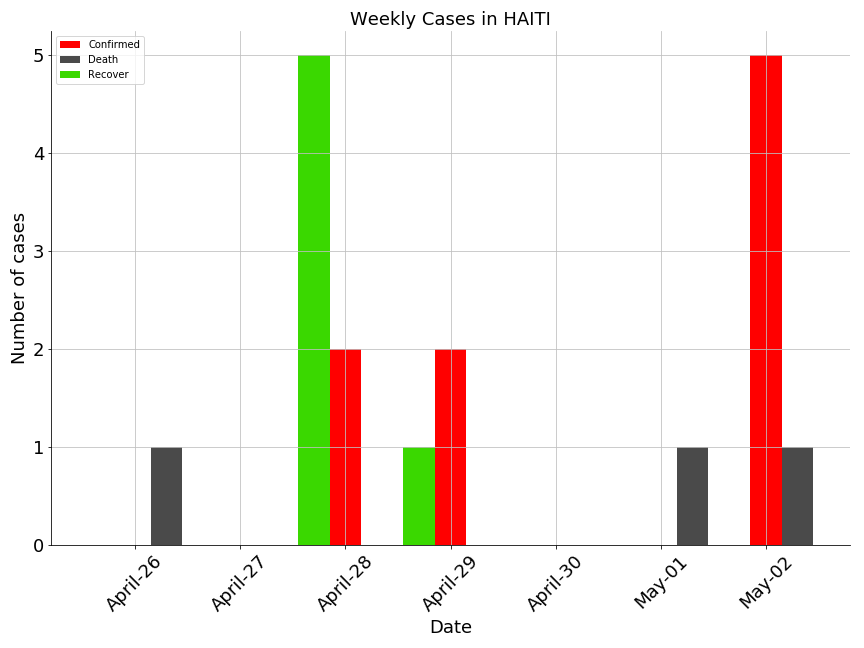 Weekly Cases in HAITI
Confirmed
Death
Recover
Number of cases
5
4
3
2
1
0
April-26
April-27
April-28
April-29
April-30
May-01
May-02
Date